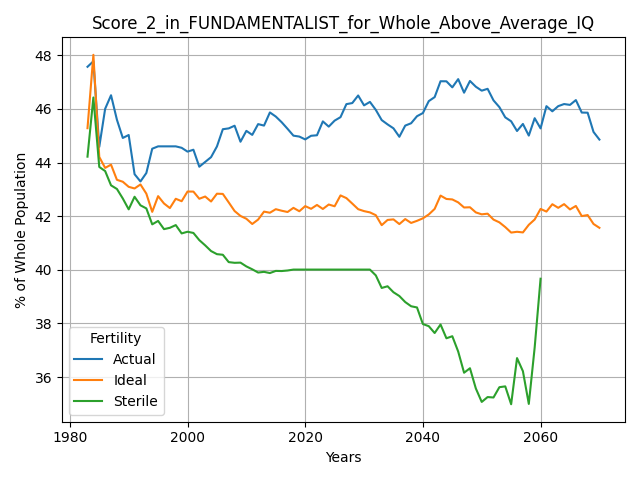 Score_2_in_FUNDAMENTALIST_for_Whole_Above_Average_IQ
% of Whole Population
48
46
44
42
40
38
36
Fertility
Actual
Ideal
Sterile
1980
2000
2020
2040
2060
Years